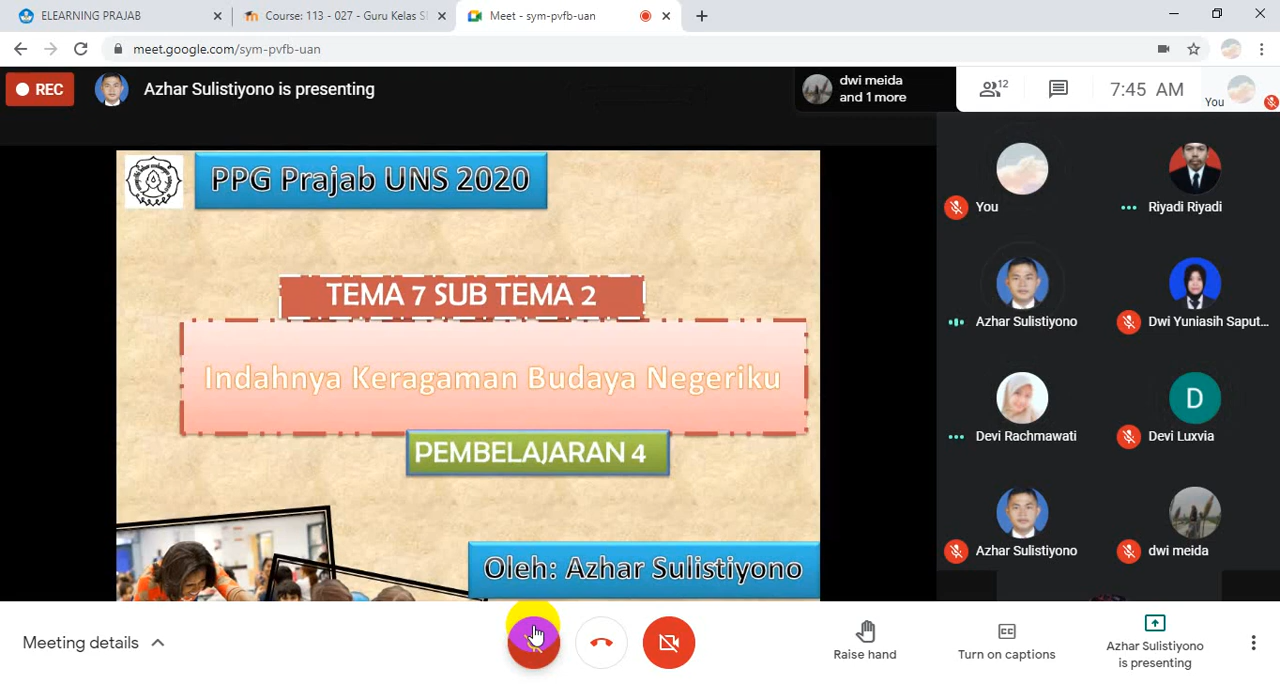 ELEARNING PRAJAB
Course: 113 - 027 - Guru Kelas S
Meet - sym-pvfb-uan
meet.google.com/sym-pvfb-uan
REC
Azhar Sulistiyono is presenting
dwi meida
and 1 more
12
7:45 AM
You
PPG Prajab UNS 2020
TEMA 7 SUB TEMA 2
Indahnya Keragaman Budaya Negeriku
PEMBELAJARAN 4
Oleh: Azhar Sulistiyono
You
Riyadi Riyadi
Azhar Sulistiyono
Dwi Yuniasih Saput...
Devi Rachmawati
D
Devi Luxvia
Azhar Sulistiyono
dwi meida
Meeting details
Raise hand
CC
Turn on captions
Azhar Sulistiyono
is presenting